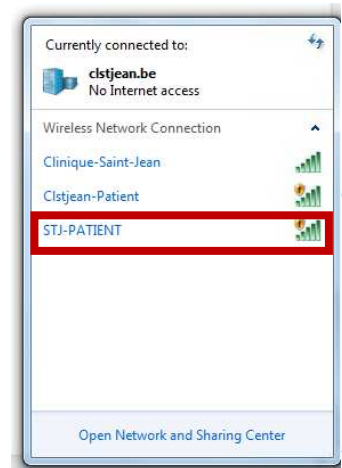 Currently connected to:
clstjean.be
No Internet access
Wireless Network Connection
Clinique-Saint-Jean
Clstjean-Patient
STJ-PATIENT
Open Network and Sharing Center